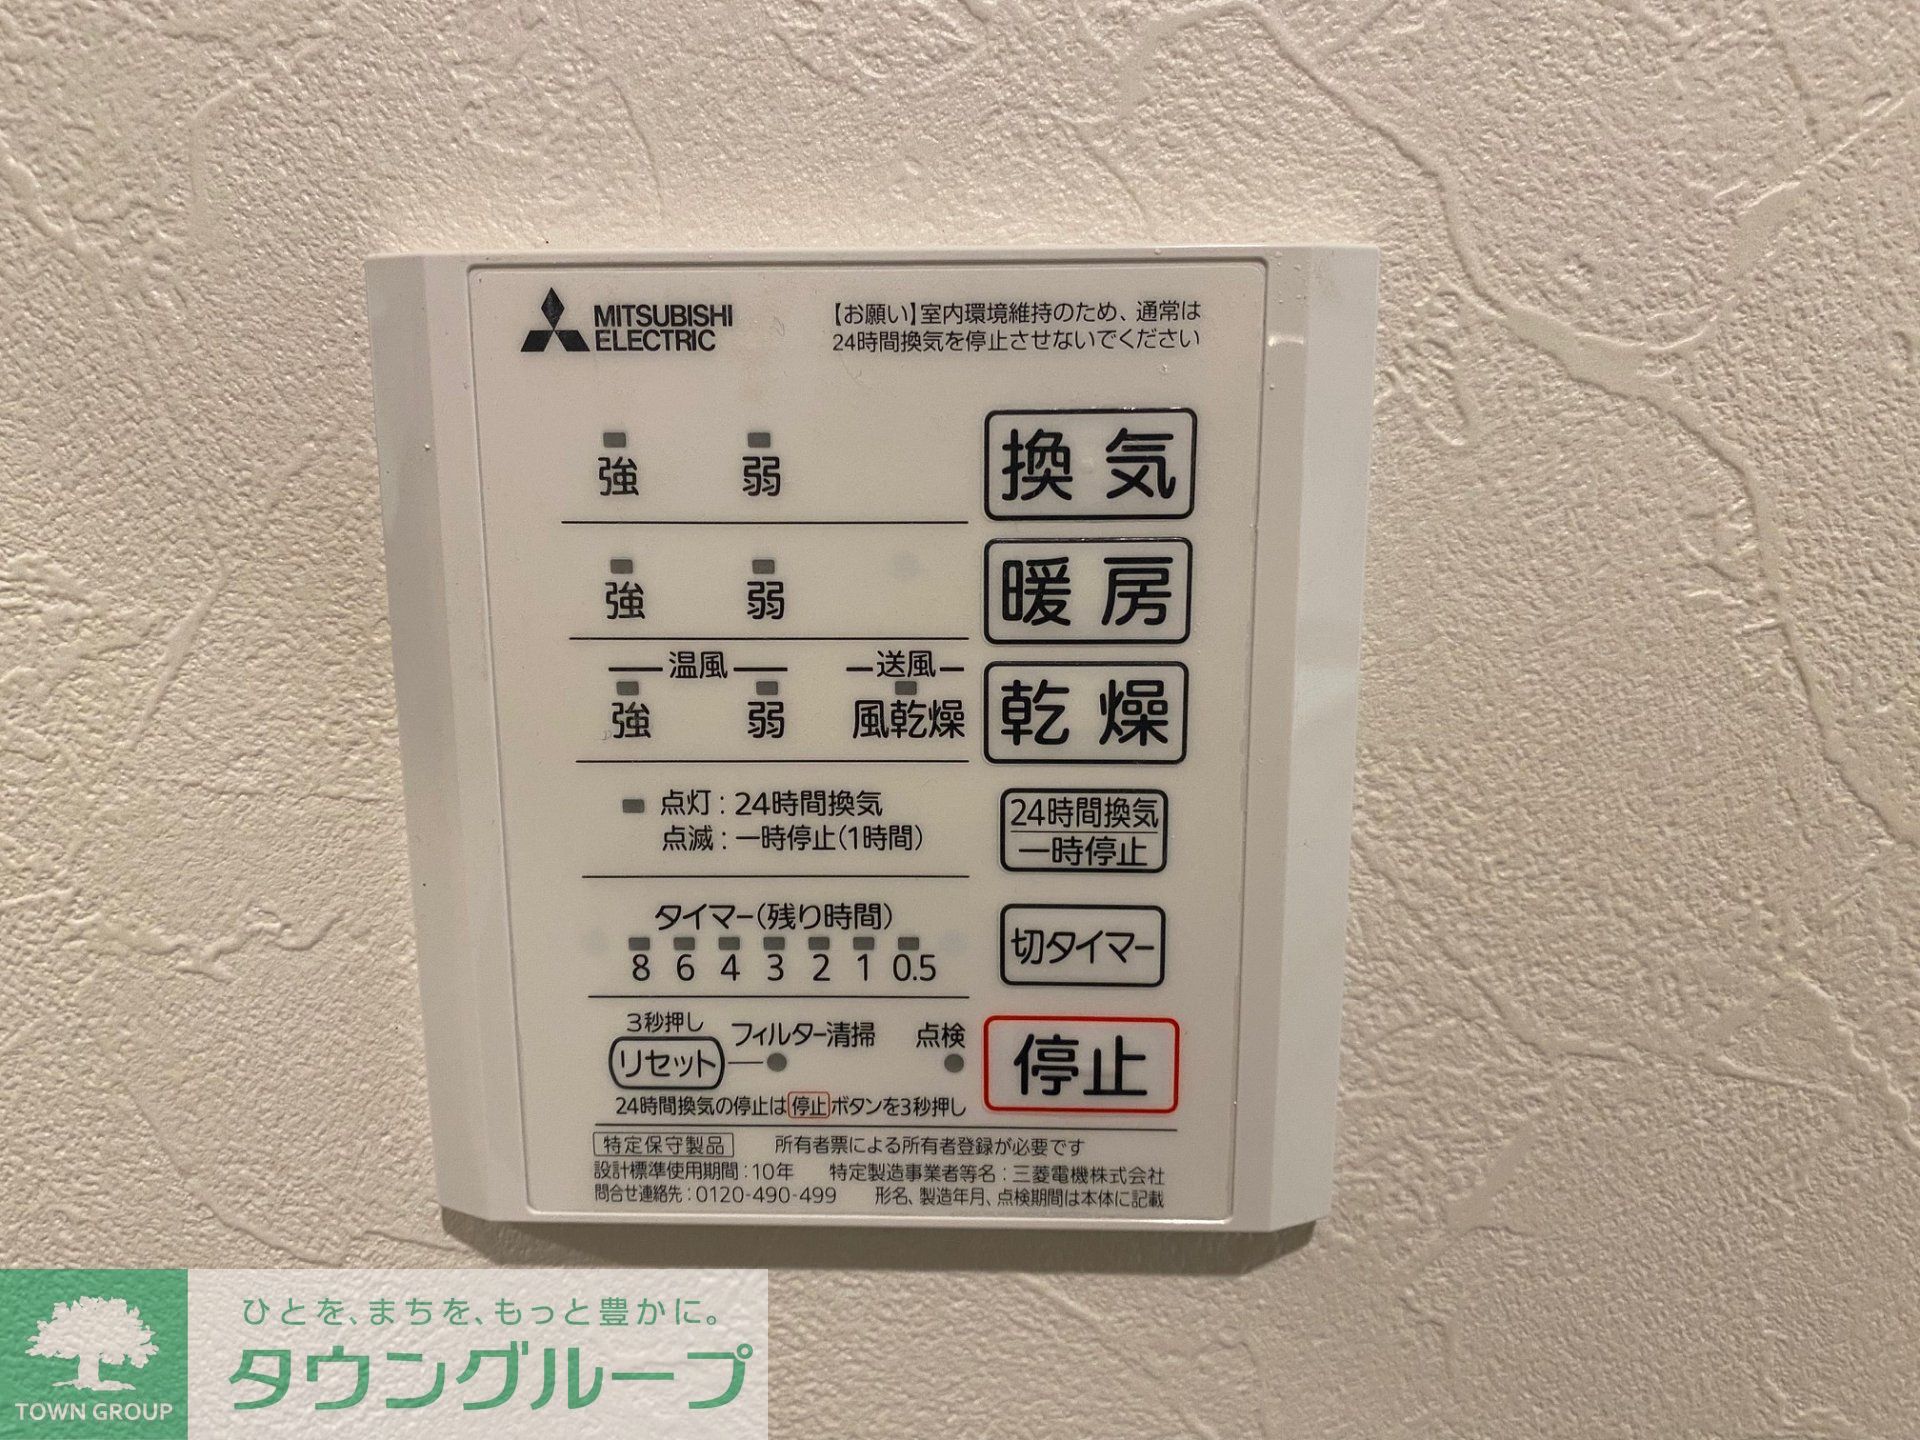 MITSUBISHI
ELECTRIC
【お願い】室内環境維持のため、通常は
24時間換気を停止させないでください
強 弱 換気
強 弱 暖房
温風 送風
強 弱 風乾燥 乾燥
点灯：24時間換気
点滅：一時停止(1時間)
24時間換気
一時停止
タイマー(残り時間)
8 6 4 3 2 1 0.5
切タイマー
3秒押し
リセット フィルター清掃 点検
停止
24時間換気の停止は停止ボタンを3秒押し
特定保守製品 所有者票による所有者登録が必要です
設計標準使用期間：10年 特定製造事業者等名：三菱電機株式会社
問合せ連絡先：0120-490-499 形名、製造年月、点検期間は本体に記載
TOWN GROUP
ひとを、まちを、もっと豊かに。
タウングループ